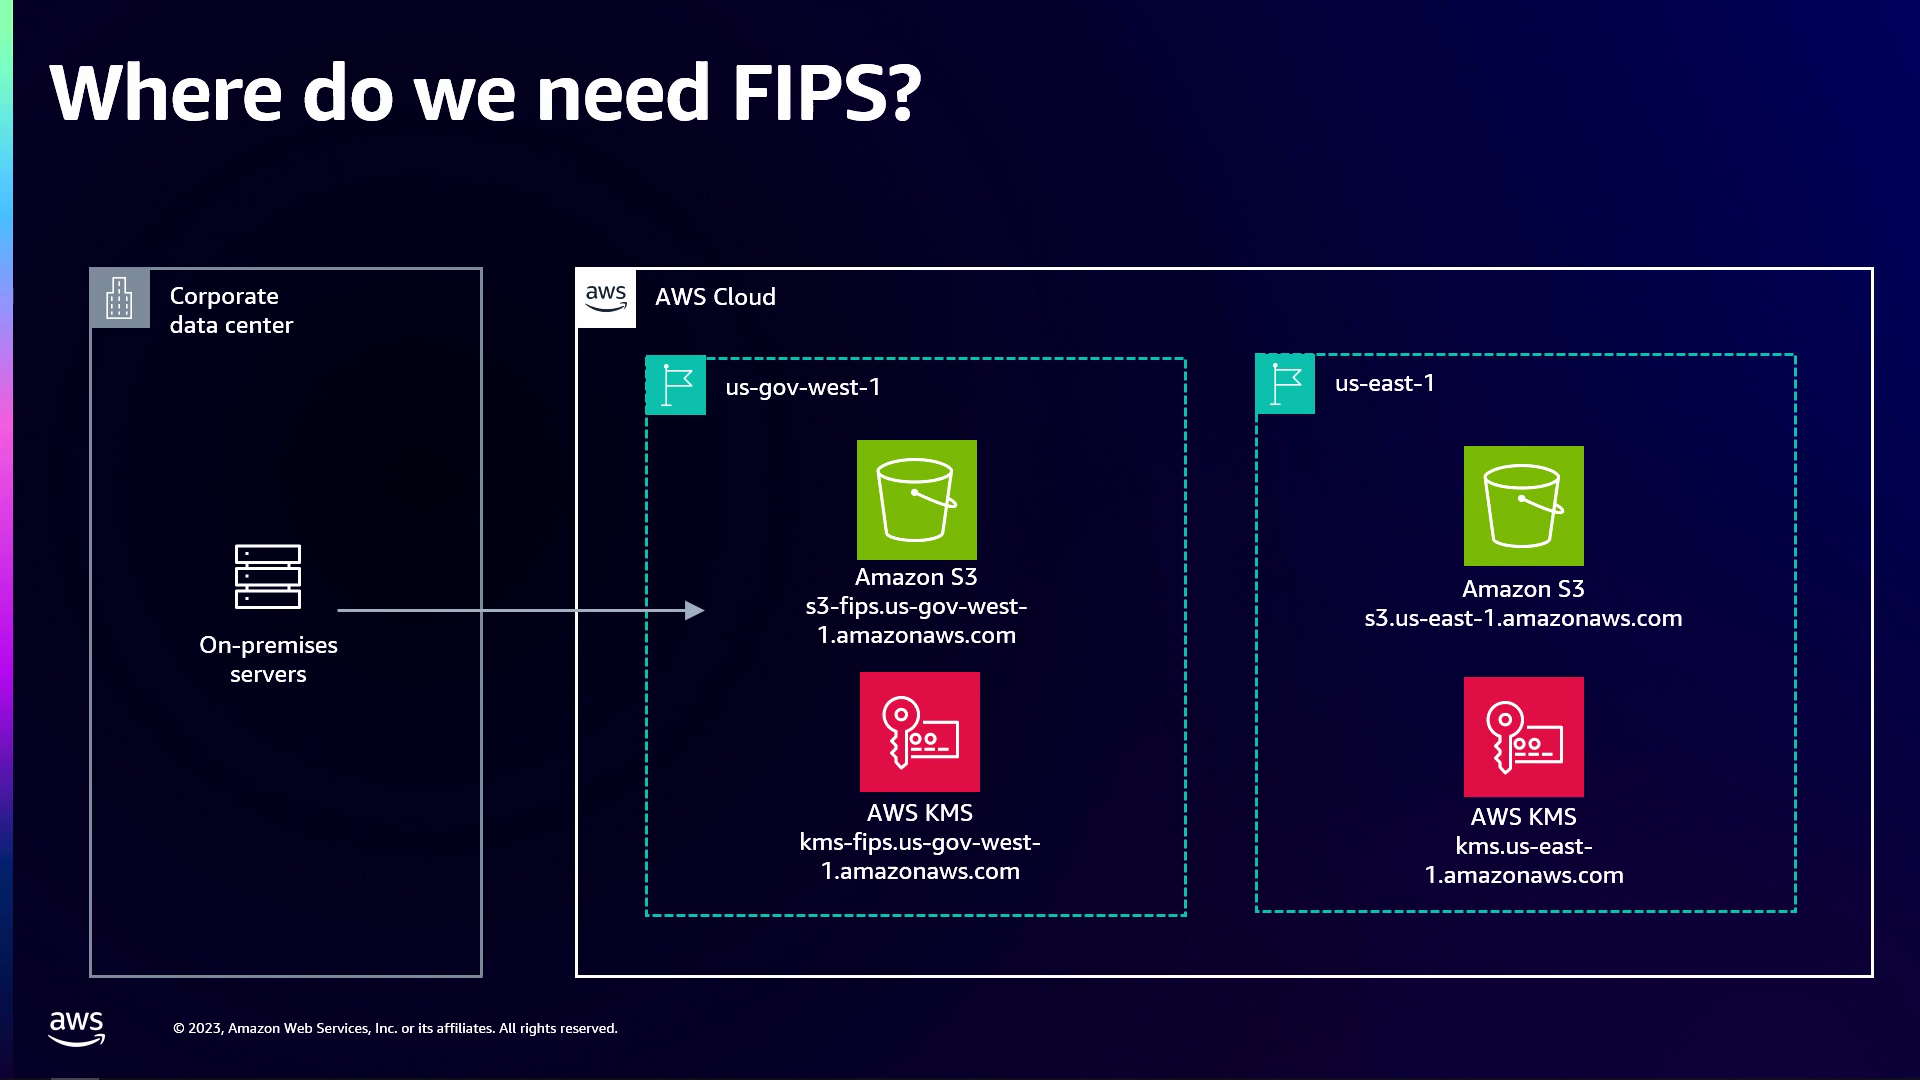 Where do we need FIPS?
Corporate
data center
On-premises
servers
aws
AWS Cloud
us-gov-west-1
Amazon S3
s3-fips.us-gov-west-
1.amazonaws.com
AWS KMS
kms-fips.us-gov-west-
1.amazonaws.com
us-east-1
Amazon S3
s3.us-east-1.amazonaws.com
AWS KMS
kms.us-east-
1.amazonaws.com
aws
© 2023, Amazon Web Services, Inc. or its affiliates. All rights reserved.